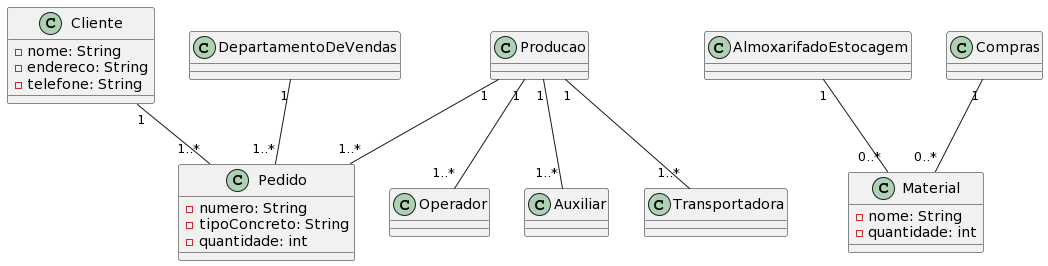 C Cliente
nome: String
endereco: String
telefone: String
C DepartamentoDeVendas
C Producao
C AlmoxarifadoEstocagem
C Compras
1
1
1
1
1
1
1
1
1..*
1..*
1..*
1..*
1..*
1..*
0..*
0..*
C Pedido
numero: String
tipoConcreto: String
quantidade: int
C Operador
C Auxiliar
C Transportadora
C Material
nome: String
quantidade: int